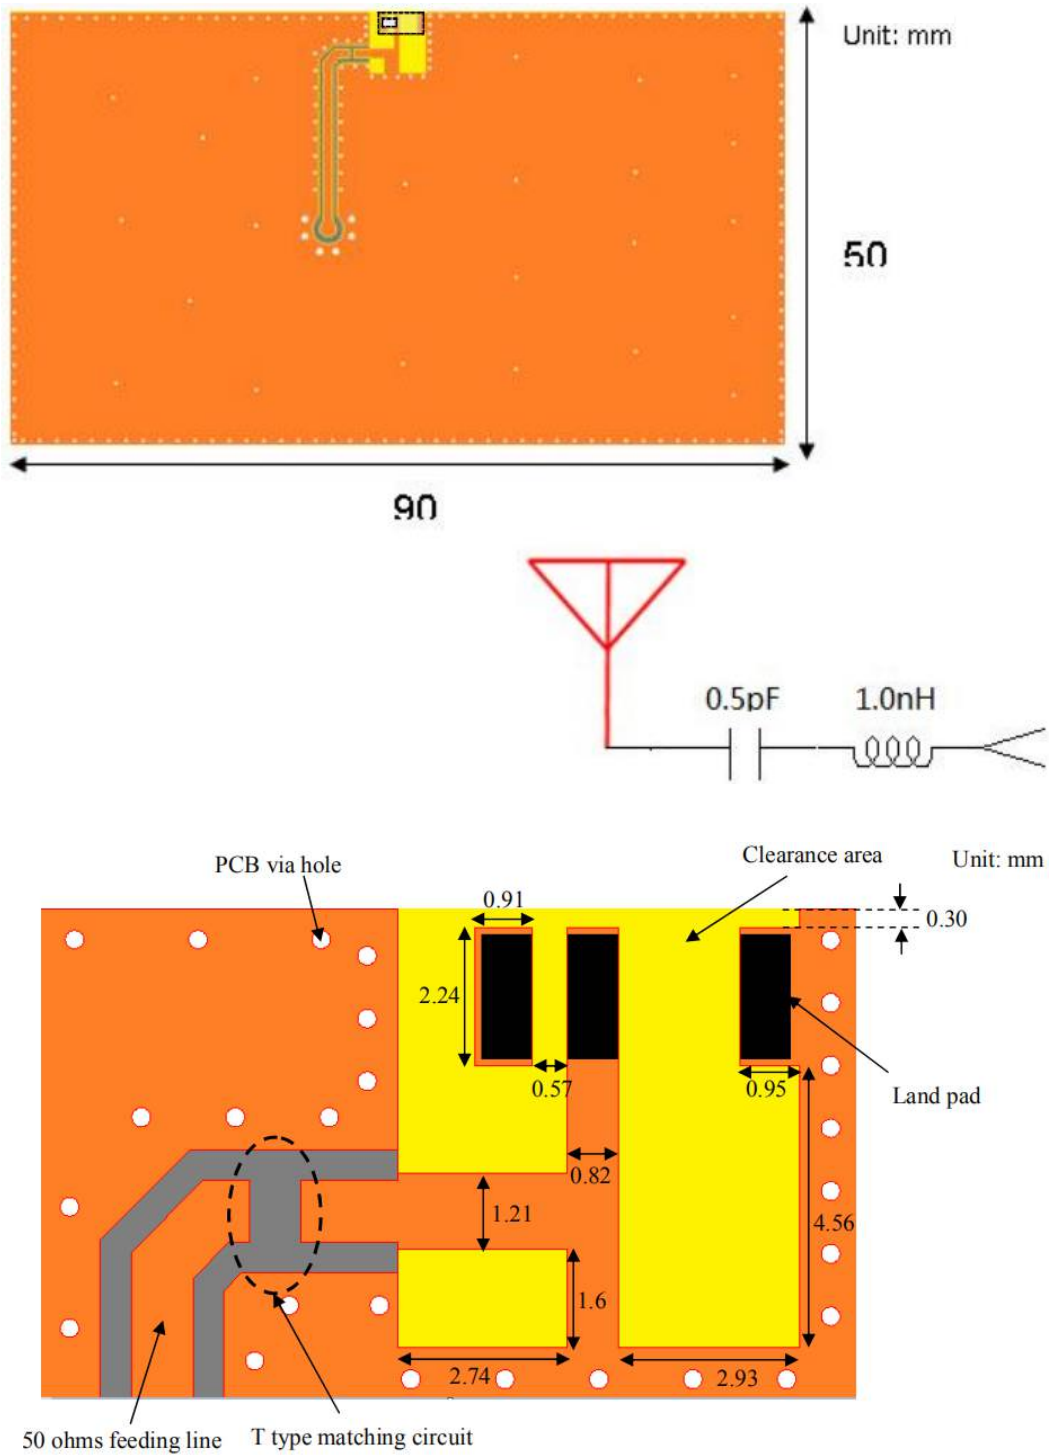 Unit: mm
50
90
0.5pF
1.0nH
PCB via hole
Clearance area
Unit: mm
0.91
0.30
2.24
0.57
0.95
Land pad
0.82
1.21
4.56
1.6
2.74
2.93
50 ohms feeding line
T type matching circuit